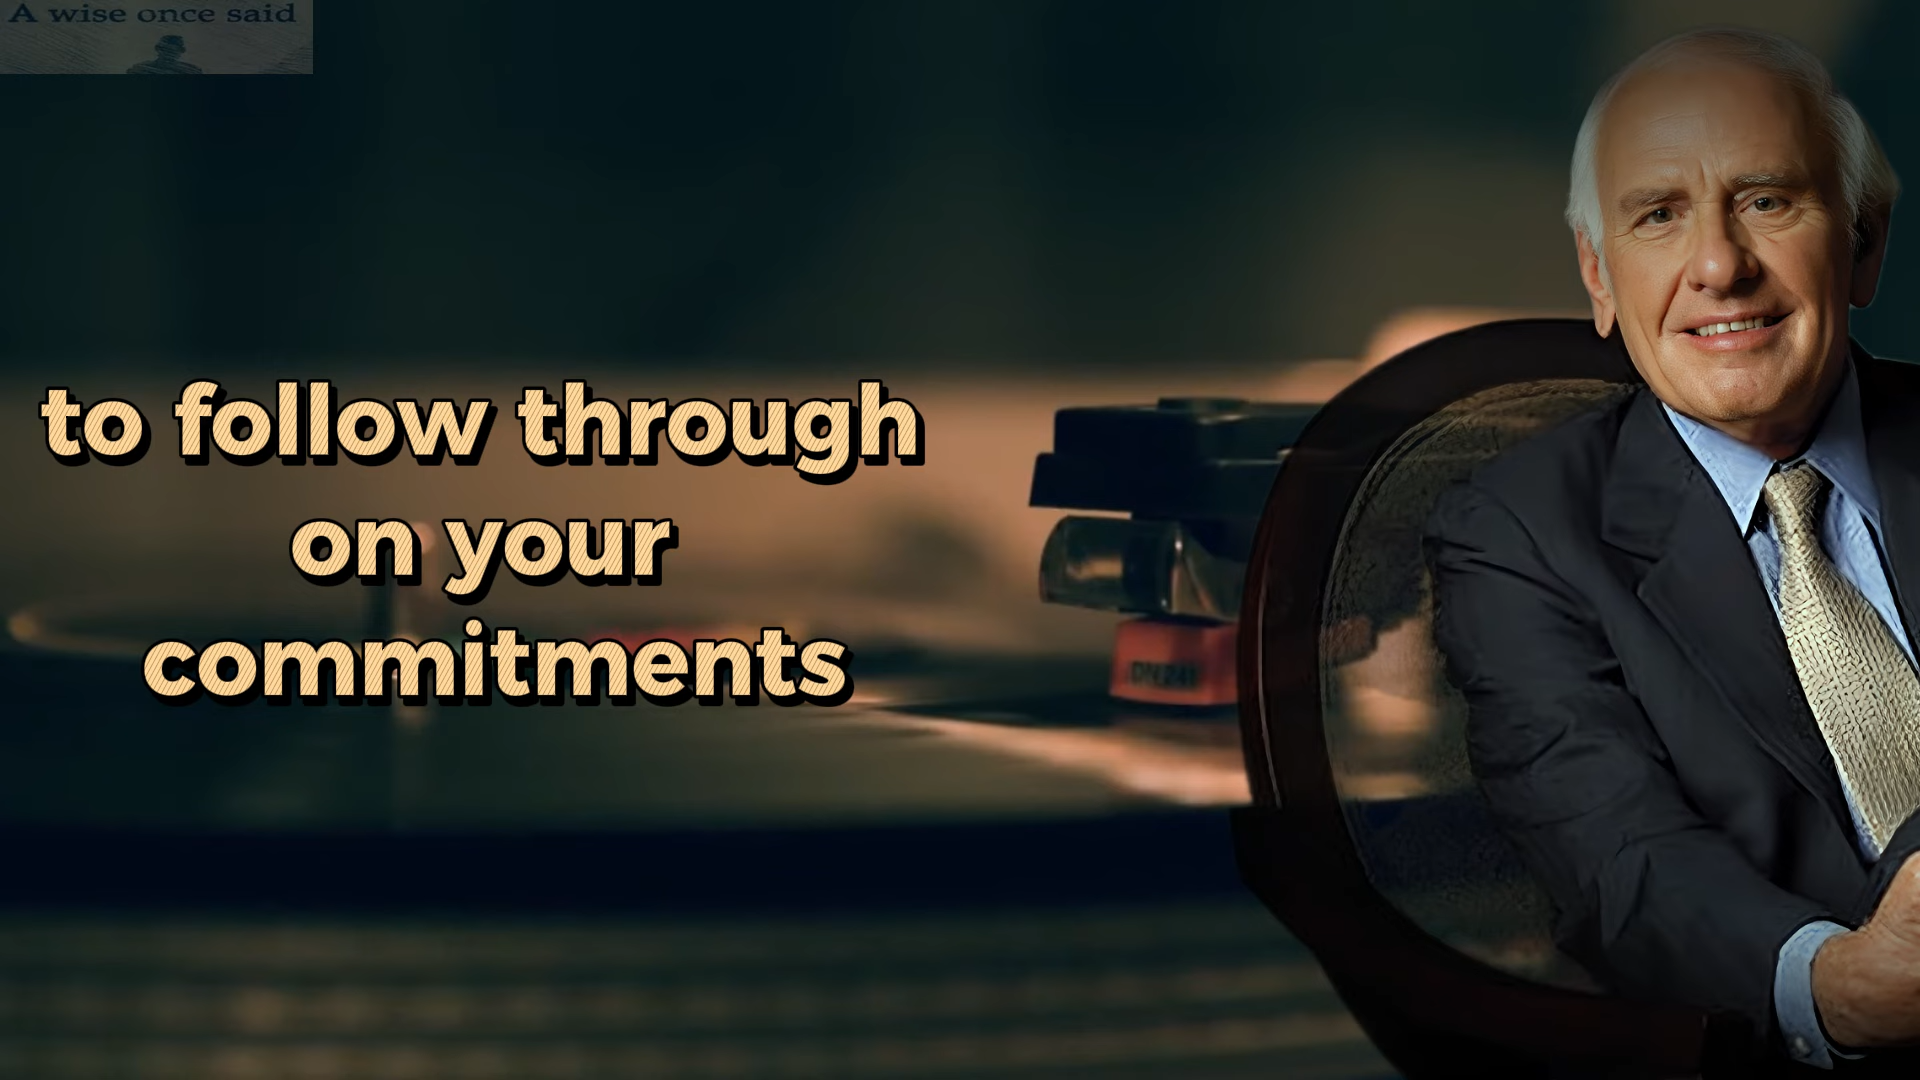 A wise once said
to follow through
on your
commitments